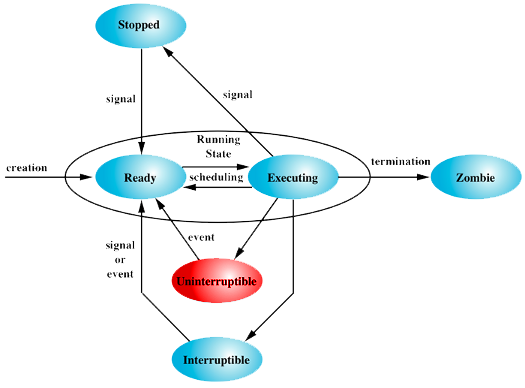 Stopped
signal
signal
Running
State
creation
Ready
scheduling
Executing
termination
Zombie
signal
or
event
event
Uninterruptible
Interruptible